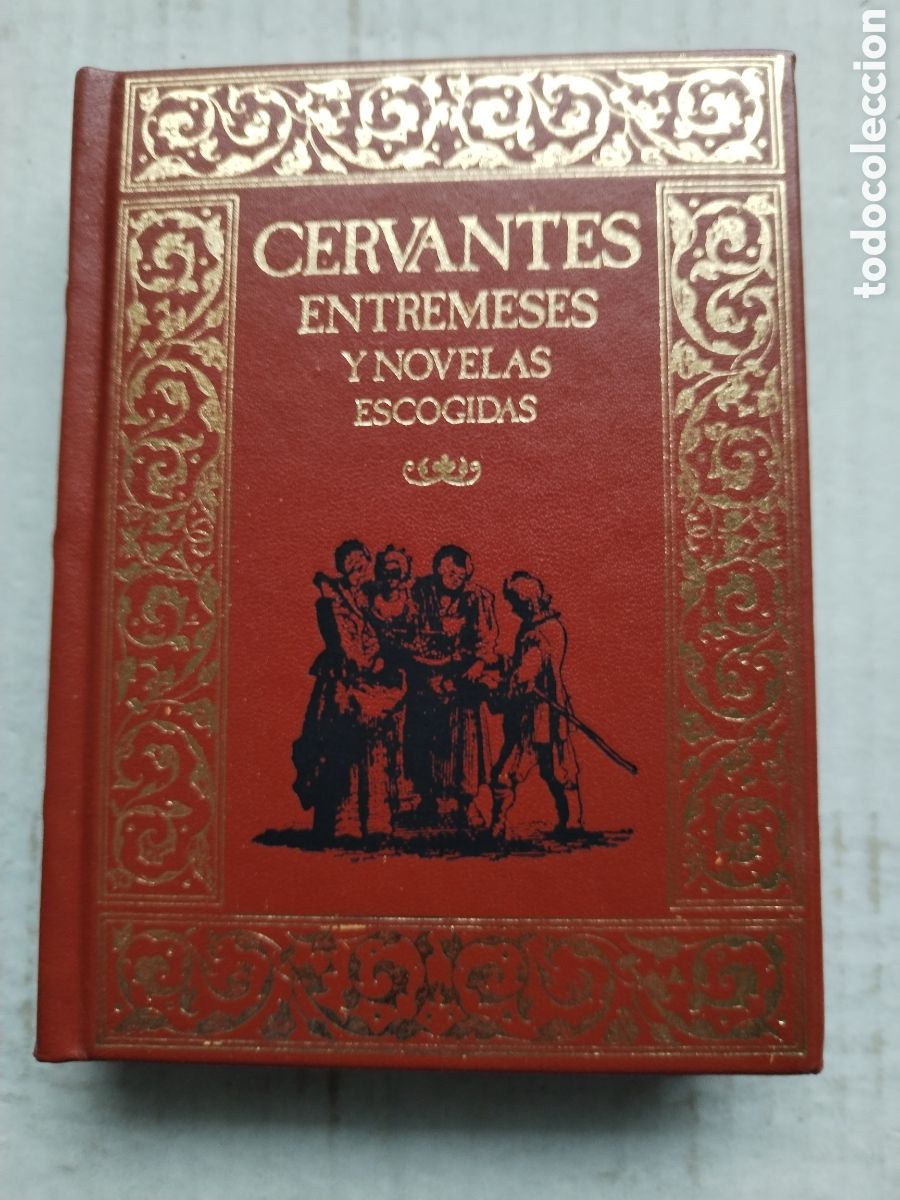 CERVANTES
ENTREMESES
Y NOVELAS
ESCOGIDAS
todocoleccion